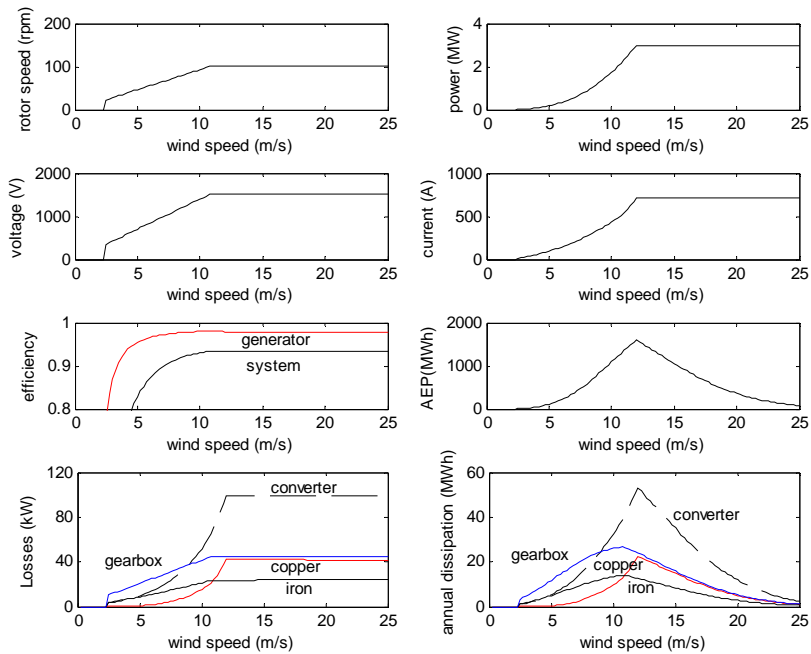 rotor speed (rpm)
200
100
0
0 5 10 15 20 25
wind speed (m/s)
power (MW)
4
2
0
0 5 10 15 20 25
wind speed (m/s)
voltage (V)
2000
1000
0
0 5 10 15 20 25
wind speed (m/s)
current (A)
1000
500
0
0 5 10 15 20 25
wind speed (m/s)
efficiency
1
0.9
0.8
generator
system
0 5 10 15 20 25
wind speed (m/s)
AEP(MWh)
2000
1000
0
0 5 10 15 20 25
wind speed (m/s)
Losses (kW)
120
80
40
0
converter
gearbox
copper
iron
0 5 10 15 20 25
wind speed (m/s)
annual dissipation (MWh)
60
40
20
0
converter
gearbox
copper
iron
0 5 10 15 20 25
wind speed (m/s)